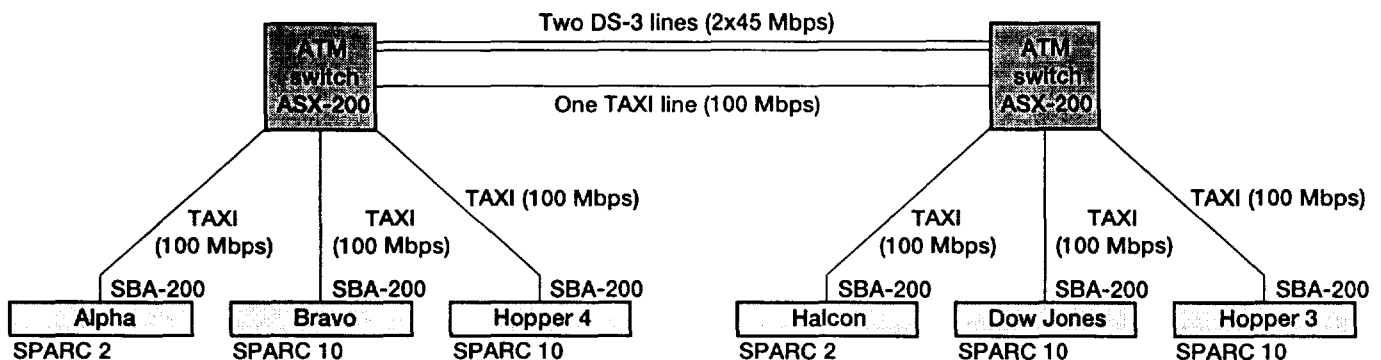 Two DS-3 lines (2x45 Mbps)
ATM
switch
ASX-200
ATM
switch
ASX-200
One TAXI line (100 Mbps)
TAXI
(100 Mbps)
TAXI
(100 Mbps)
TAXI (100 Mbps)
TAXI
(100 Mbps)
TAXI
(100 Mbps)
TAXI (100 Mbps)
SBA-200
SBA-200
SBA-200
SBA-200
SBA-200
SBA-200
Alpha
Bravo
Hopper 4
Halcon
Dow Jones
Hopper 3
SPARC 2
SPARC 10
SPARC 10
SPARC 2
SPARC 10
SPARC 10